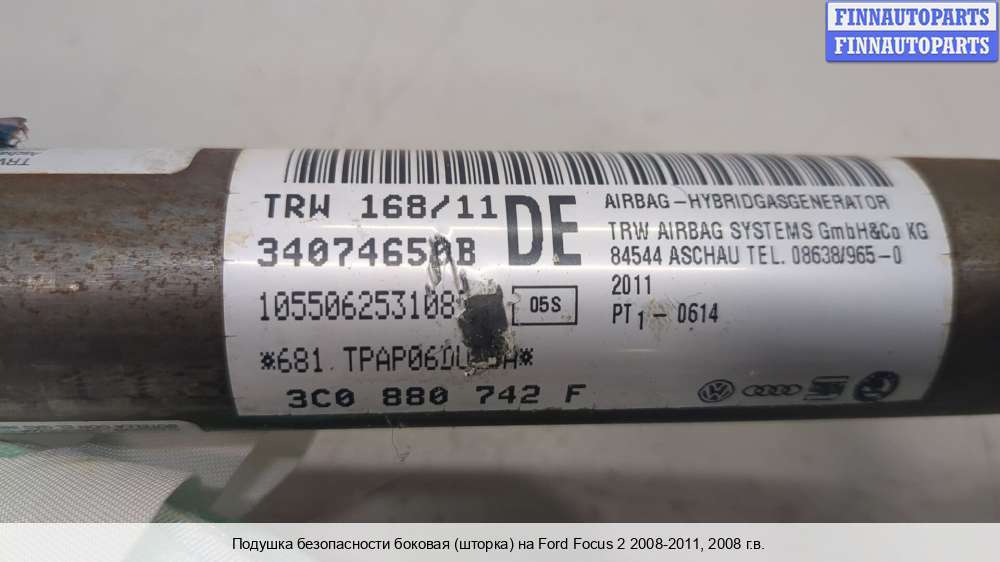 FINNAUTOPARTS
FINNAUTOPARTS
TRW 168/11
DE
AIRBAG-HYBRIDGASGENERATOR
TRW AIRBAG SYSTEMS GmbH&Co KG
84544 ASCHAU TEL. 08638/965-0
2011
PT1 - 0614
34074658B
05S
3C0 880 742 F
Подушка безопасности боковая (шторка) на Ford Focus 2 2008-2011, 2008 г.в.